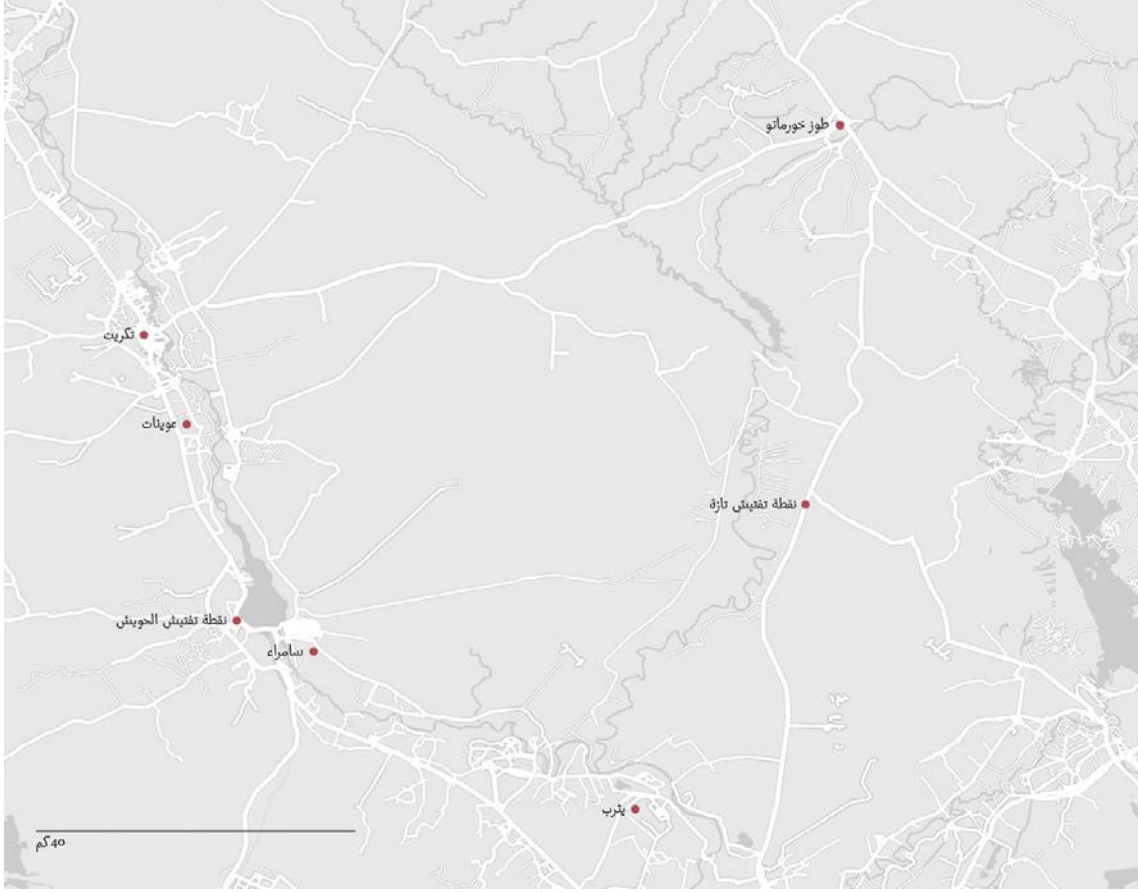 طوز خورماتو
تكريت
عوينات
نقطة تفتيش تازة
نقطة تفتيش الحويش
سامراء
يثرب
40كم